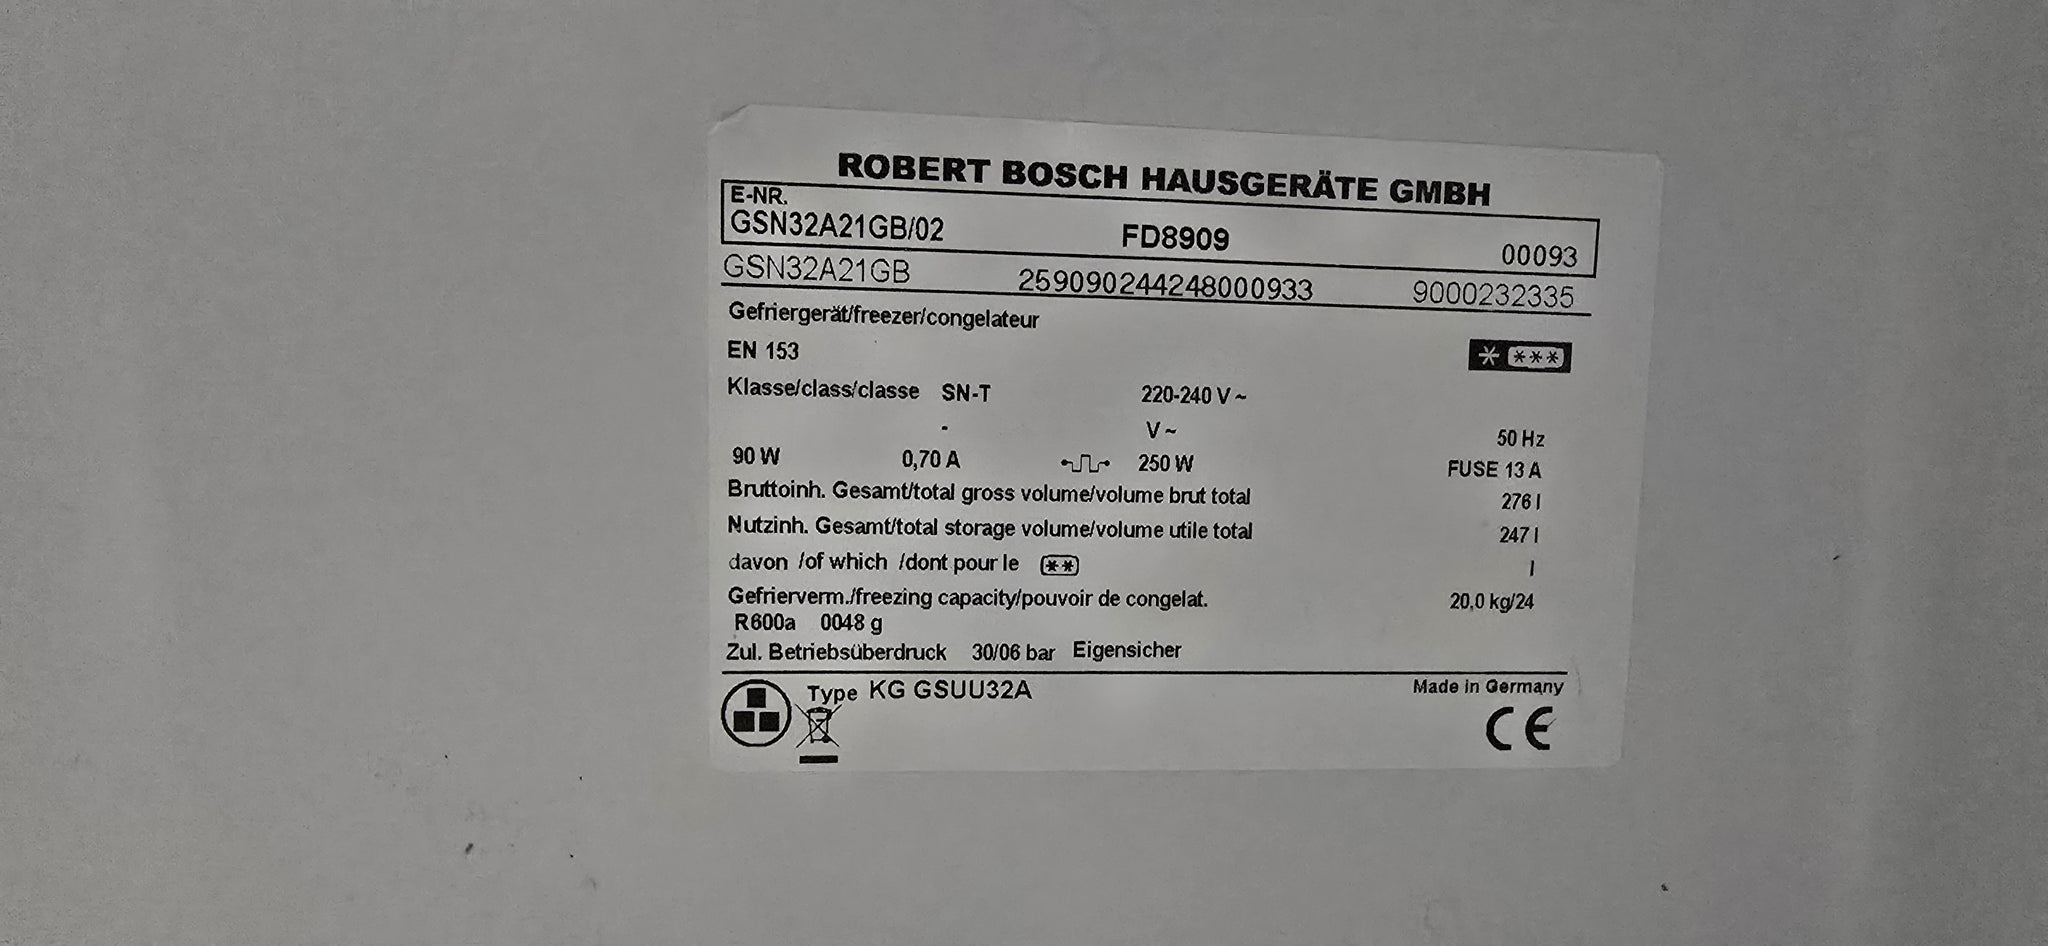 ROBERT BOSCH HAUSGERÄTE GMBH
E-NR.
GSN32A21GB/02 FD8909 00093
GSN32A21GB 259090244248000933 9000232335
Gefriergerät/freezer/congelateur
EN 153
Klasse/class/classe SN-T 220-240 V ~
- V ~ 50 Hz
90 W 0,70 A 250 W FUSE 13 A
Bruttoinh. Gesamt/total gross volume/volume brut total 276 l
Nutzinh. Gesamt/total storage volume/volume utile total 247 l
davon /of which /dont pour le ** l
Gefrierverm./freezing capacity/pouvoir de congelat. 20,0 kg/24
R600a 0048 g
Zul. Betriebsüberdruck 30/06 bar Eigensicher
Type KG GSUU32A Made in Germany
CE